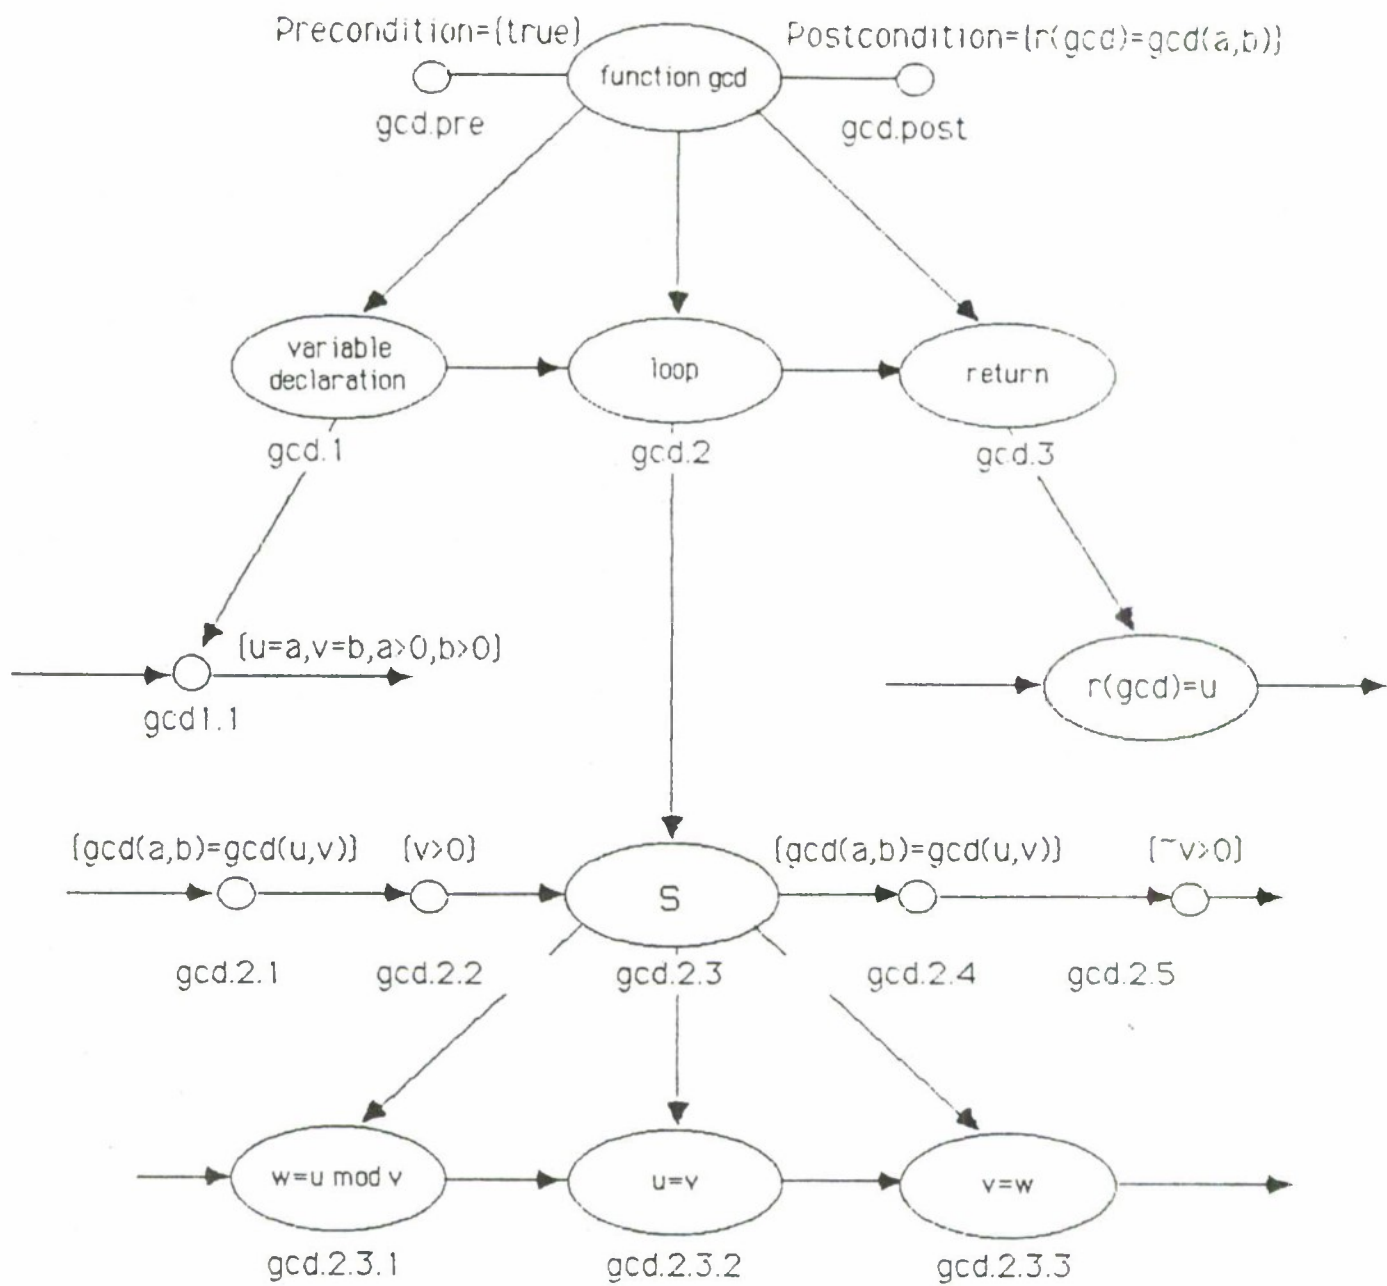 Precondition={true} Postcondition={r(gcd)=gcd(a,b)}
function gcd
gcd.pre gcd.post
variable
declaration
loop
return
gcd.1 gcd.2 gcd.3
{u=a,v=b,a>0,b>0}
gcd1.1
r(gcd)=u
{gcd(a,b)=gcd(u,v)} {v>0} {gcd(a,b)=gcd(u,v)} {~v>0}
S
gcd.2.1 gcd.2.2 gcd.2.3 gcd.2.4 gcd.2.5
w=u mod v u=v v=w
gcd.2.3.1 gcd.2.3.2 gcd.2.3.3